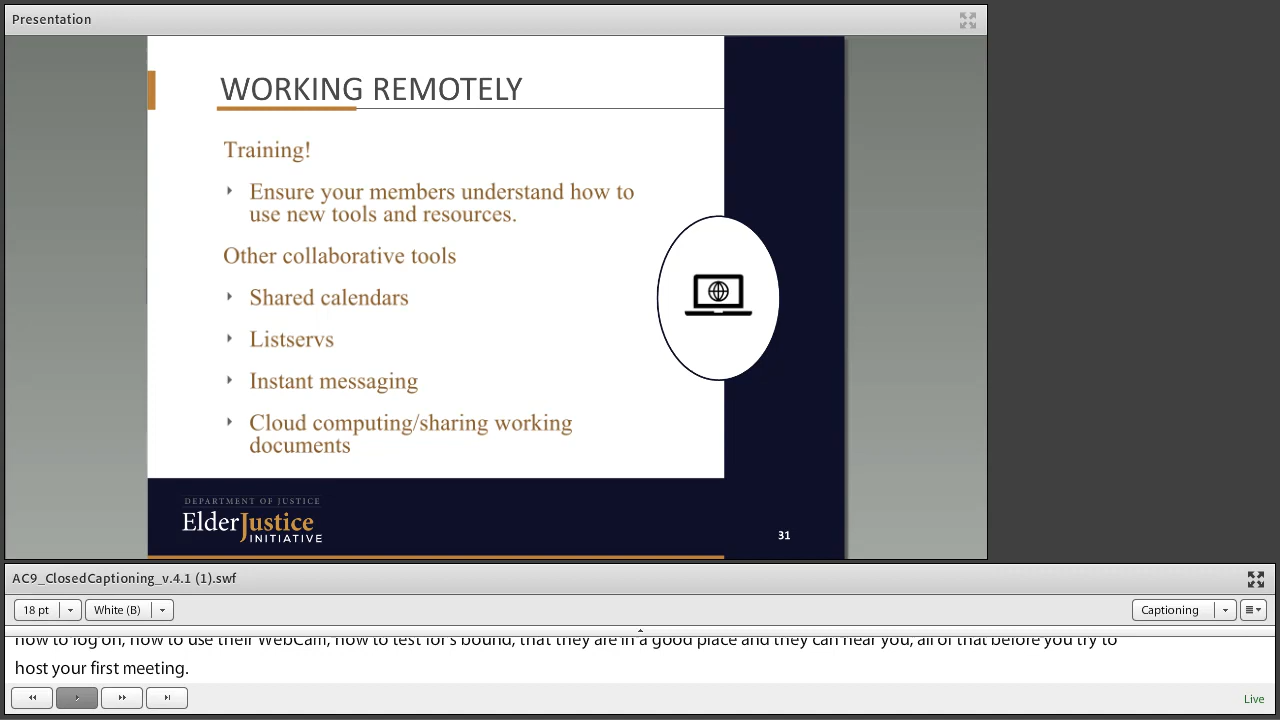 Presentation
WORKING REMOTELY
Training!
Ensure your members understand how to
use new tools and resources.
Other collaborative tools
Shared calendars
Listservs
Instant messaging
Cloud computing/sharing working
documents
DEPARTMENT OF JUSTICE
ElderJustice
INITIATIVE
31
AC9_ClosedCaptioning_v.4.1 (1).swf
18 pt White (B) Captioning
how to log on, how to use their WebCam, how to test for's bound, that they are in a good place and they can hear you, all of that before you try to
host your first meeting.
Live